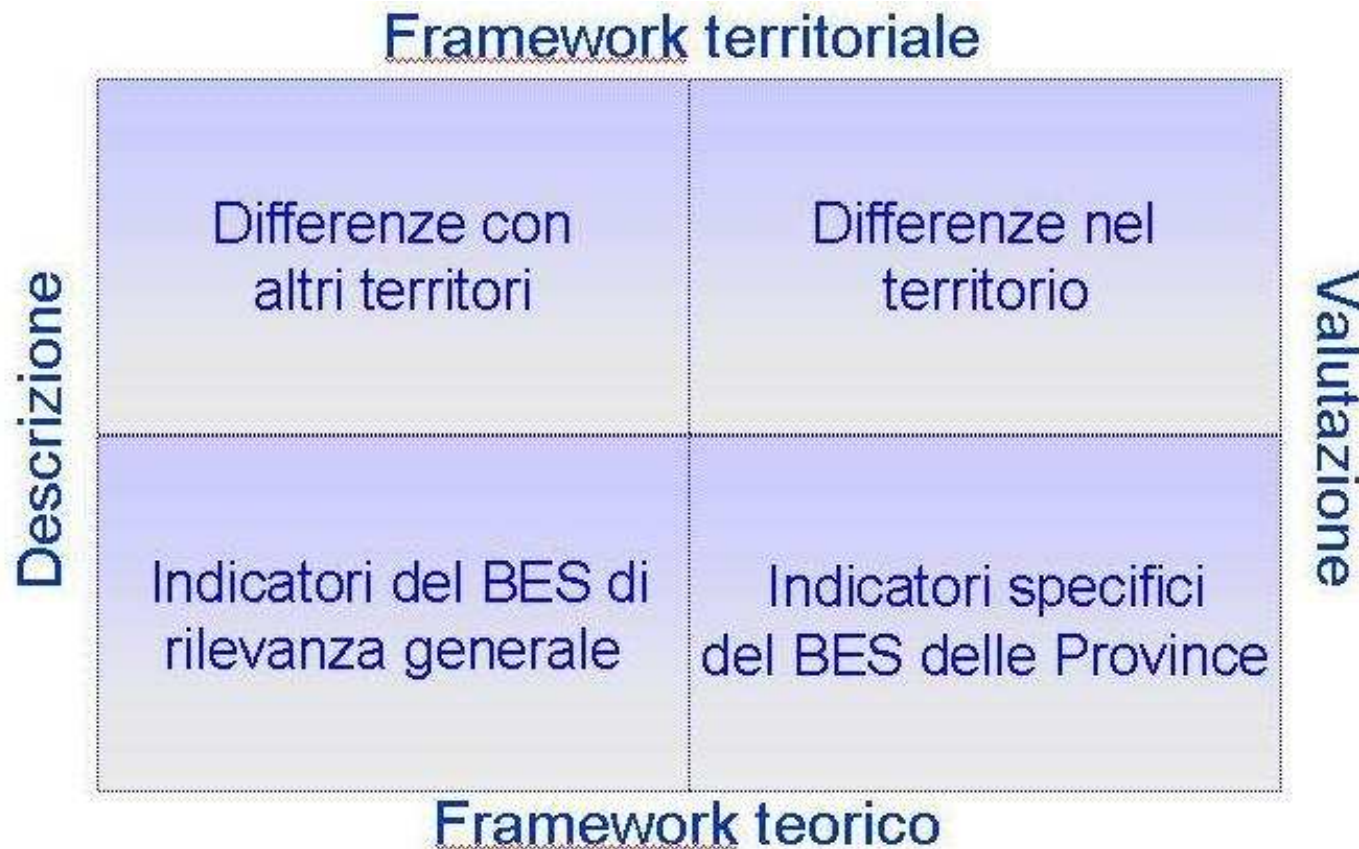 Framework territoriale
Differenze con
altri territori
Differenze nel
territorio
Descrizione
Valutazione
Indicatori del BES di
rilevanza generale
Indicatori specifici
del BES delle Province
Framework teorico